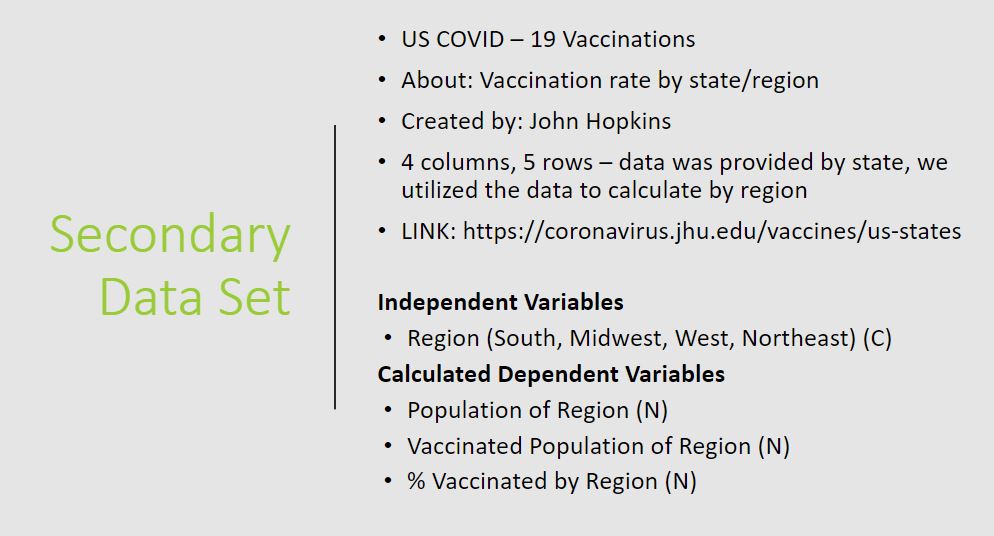 Secondary
Data Set
• US COVID – 19 Vaccinations
• About: Vaccination rate by state/region
• Created by: John Hopkins
• 4 columns, 5 rows – data was provided by state, we
utilized the data to calculate by region
• LINK: https://coronavirus.jhu.edu/vaccines/us-states
Independent Variables
• Region (South, Midwest, West, Northeast) (C)
Calculated Dependent Variables
• Population of Region (N)
• Vaccinated Population of Region (N)
• % Vaccinated by Region (N)